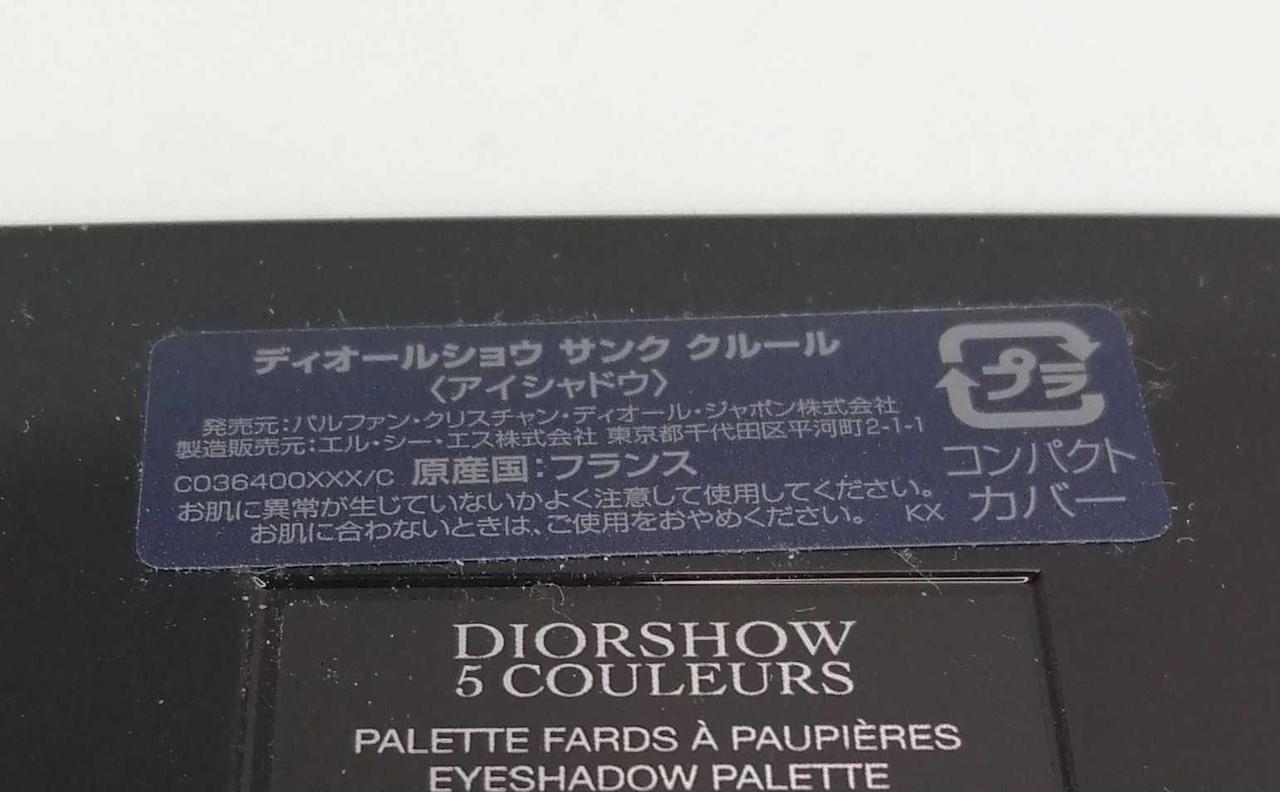 ディオールショウ サンク クルール
〈アイシャドウ〉
発売元:パルファン・クリスチャン・ディオール・ジャポン株式会社
製造販売元:エル・シー・エス株式会社 東京都千代田区平河町2-1-1
C036400XXX/C 原産国:フランス
お肌に異常が生じていないかよく注意して使用してください。
お肌に合わないときは、ご使用をおやめください。 KX
プラ
コンパクト
カバー
DIORSHOW
5 COULEURS
PALETTE FARDS À PAUPIÈRES
EYESHADOW PALETTE